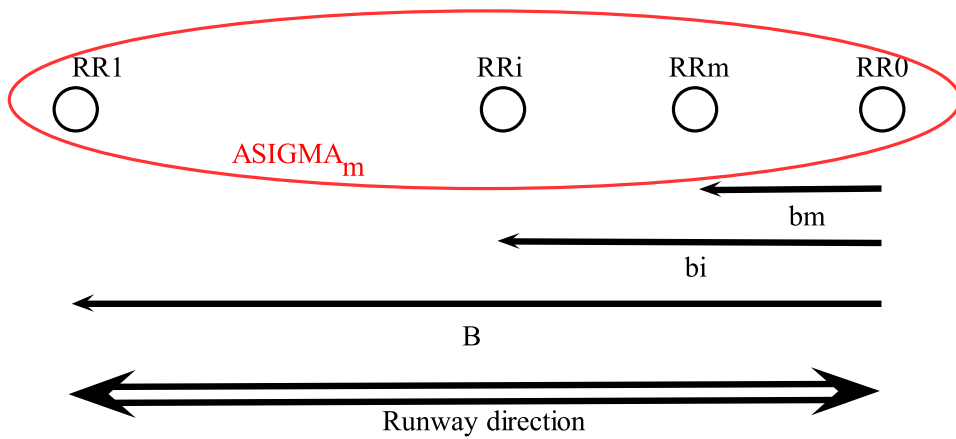 RR1 RRi RRm RR0
ASIGMAm
bm
bi
B
Runway direction